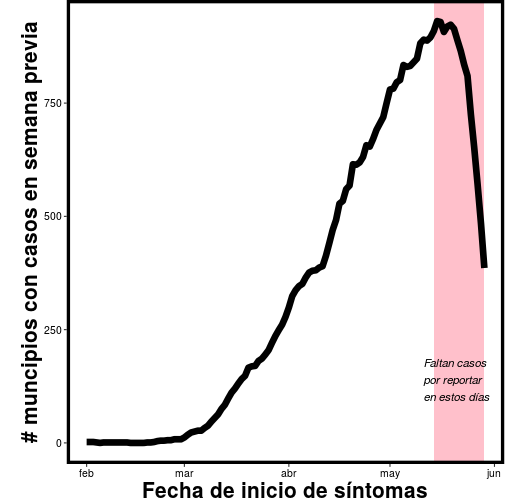 # muncipios con casos en semana previa
750
500
250
0
Faltan casos
por reportar
en estos días
feb mar abr may jun
Fecha de inicio de síntomas